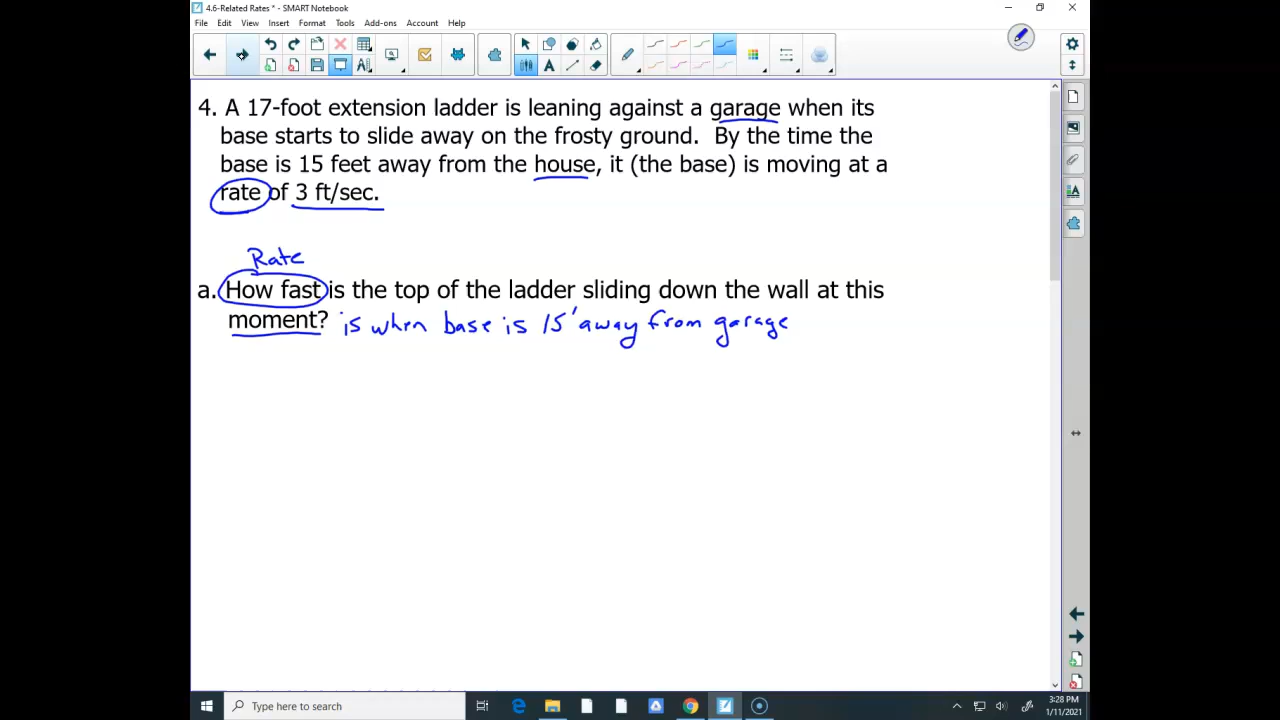 4.6-Related Rates * - SMART Notebook
File Edit View Insert Format Tools Add-ons Account Help
4. A 17-foot extension ladder is leaning against a garage when its
base starts to slide away on the frosty ground. By the time the
base is 15 feet away from the house, it (the base) is moving at a
rate of 3 ft/sec.
Rate
a. How fast is the top of the ladder sliding down the wall at this
moment? is when base is 15' away from garage
Type here to search
3:28 PM
1/11/2021